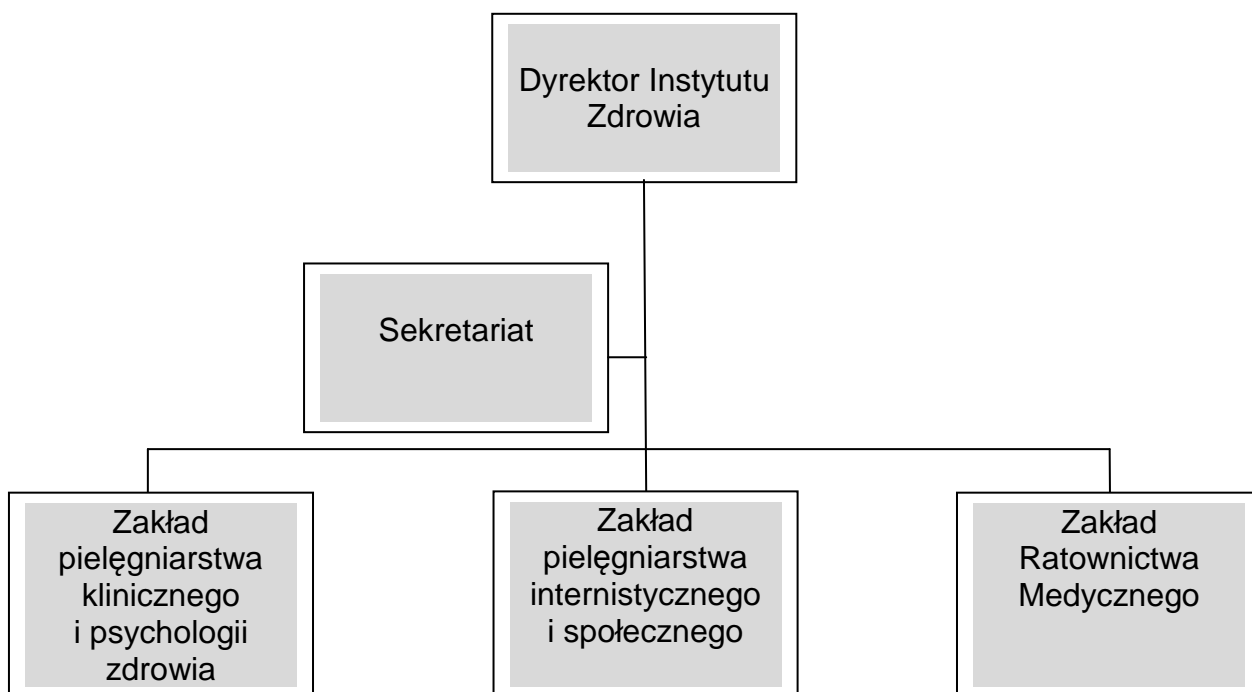 Dyrektor Instytutu
Zdrowia
Sekretariat
Zakład
pielęgniarstwa
klinicznego
i psychologii
zdrowia
Zakład
pielęgniarstwa
internistycznego
i społecznego
Zakład
Ratownictwa
Medycznego